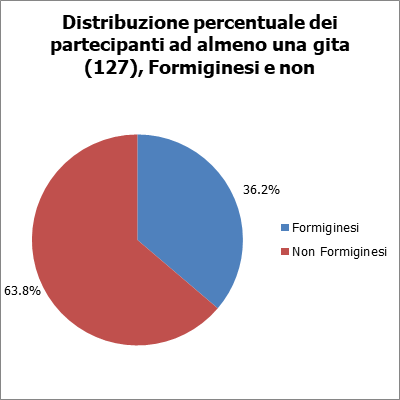 Distribuzione percentuale dei
partecipanti ad almeno una gita
(127), Formiginesi e non
36.2%
Formiginesi
Non Formiginesi
63.8%